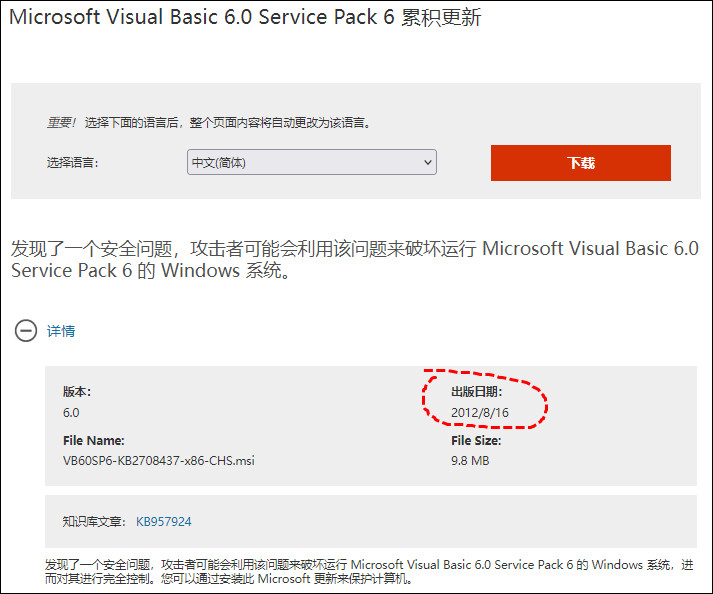 Microsoft Visual Basic 6.0 Service Pack 6 累积更新
重要！选择下面的语言后，整个页面内容将自动更改为该语言。
选择语言：
中文(简体)
下载
发现了一个安全问题，攻击者可能会利用该问题来破坏运行 Microsoft Visual Basic 6.0
Service Pack 6 的 Windows 系统。
详情
版本：
6.0
出版日期：
2012/8/16
File Name:
VB60SP6-KB2708437-x86-CHS.msi
File Size:
9.8 MB
知识库文章： KB957924
发现了一个安全问题，攻击者可能会利用该问题来破坏运行 Microsoft Visual Basic 6.0 Service Pack 6 的 Windows 系统，进
而对其进行完全控制。您可以通过安装此 Microsoft 更新来保护计算机。